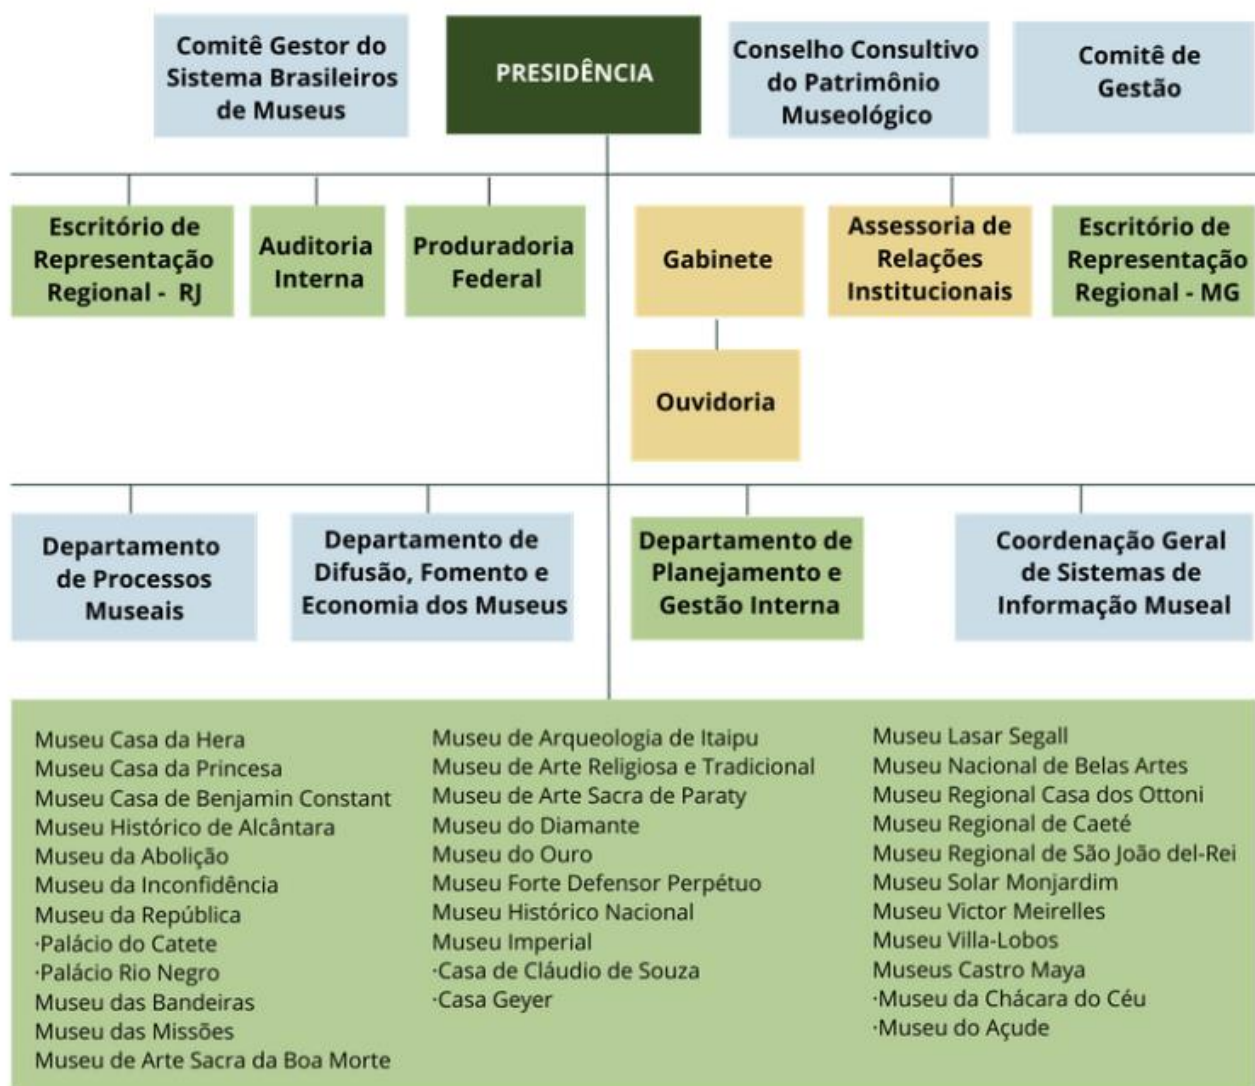 Comitê Gestor do
Sistema Brasileiros
de Museus
PRESIDÊNCIA
Conselho Consultivo
do Patrimônio
Museológico
Comitê de
Gestão
Escritório de
Representação
Regional - RJ
Auditoria
Interna
Produradoria
Federal
Gabinete
Assessoria de
Relações
Institucionais
Escritório de
Representação
Regional - MG
Ouvidoria
Departamento
de Processos
Museais
Departamento de
Difusão, Fomento e
Economia dos Museus
Departamento de
Planejamento e
Gestão Interna
Coordenação Geral
de Sistemas de
Informação Museal
Museu Casa da Hera
Museu Casa da Princesa
Museu Casa de Benjamin Constant
Museu Histórico de Alcântara
Museu da Abolição
Museu da Inconfidência
Museu da República
·Palácio do Catete
·Palácio Rio Negro
Museu das Bandeiras
Museu das Missões
Museu de Arte Sacra da Boa Morte
Museu de Arqueologia de Itaipu
Museu de Arte Religiosa e Tradicional
Museu de Arte Sacra de Paraty
Museu do Diamante
Museu do Ouro
Museu Forte Defensor Perpétuo
Museu Histórico Nacional
Museu Imperial
·Casa de Cláudio de Souza
·Casa Geyer
Museu Lasar Segall
Museu Nacional de Belas Artes
Museu Regional Casa dos Ottoni
Museu Regional de Caeté
Museu Regional de São João del-Rei
Museu Solar Monjardim
Museu Victor Meirelles
Museu Villa-Lobos
Museus Castro Maya
·Museu da Chácara do Céu
·Museu do Açude